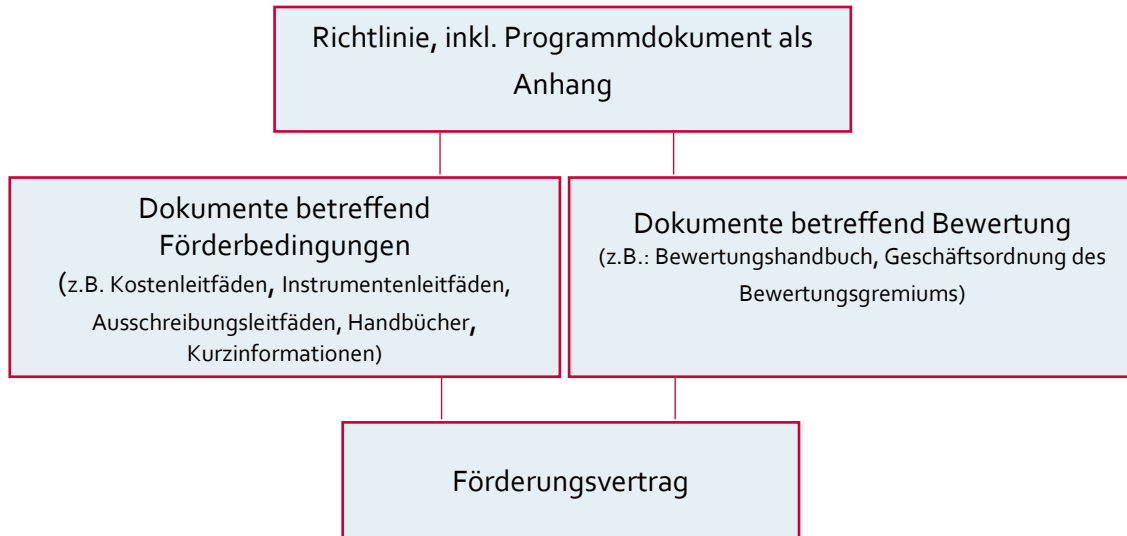 Richtlinie, inkl. Programmdokument als
Anhang
Dokumente betreffend
Förderbedingungen
(z.B. Kostenleitfäden, Instrumentenleitfäden,
Ausschreibungsleitfäden, Handbücher,
Kurzinformationen)
Dokumente betreffend Bewertung
(z.B.: Bewertungshandbuch, Geschäftsordnung des
Bewertungsgremiums)
Förderungsvertrag